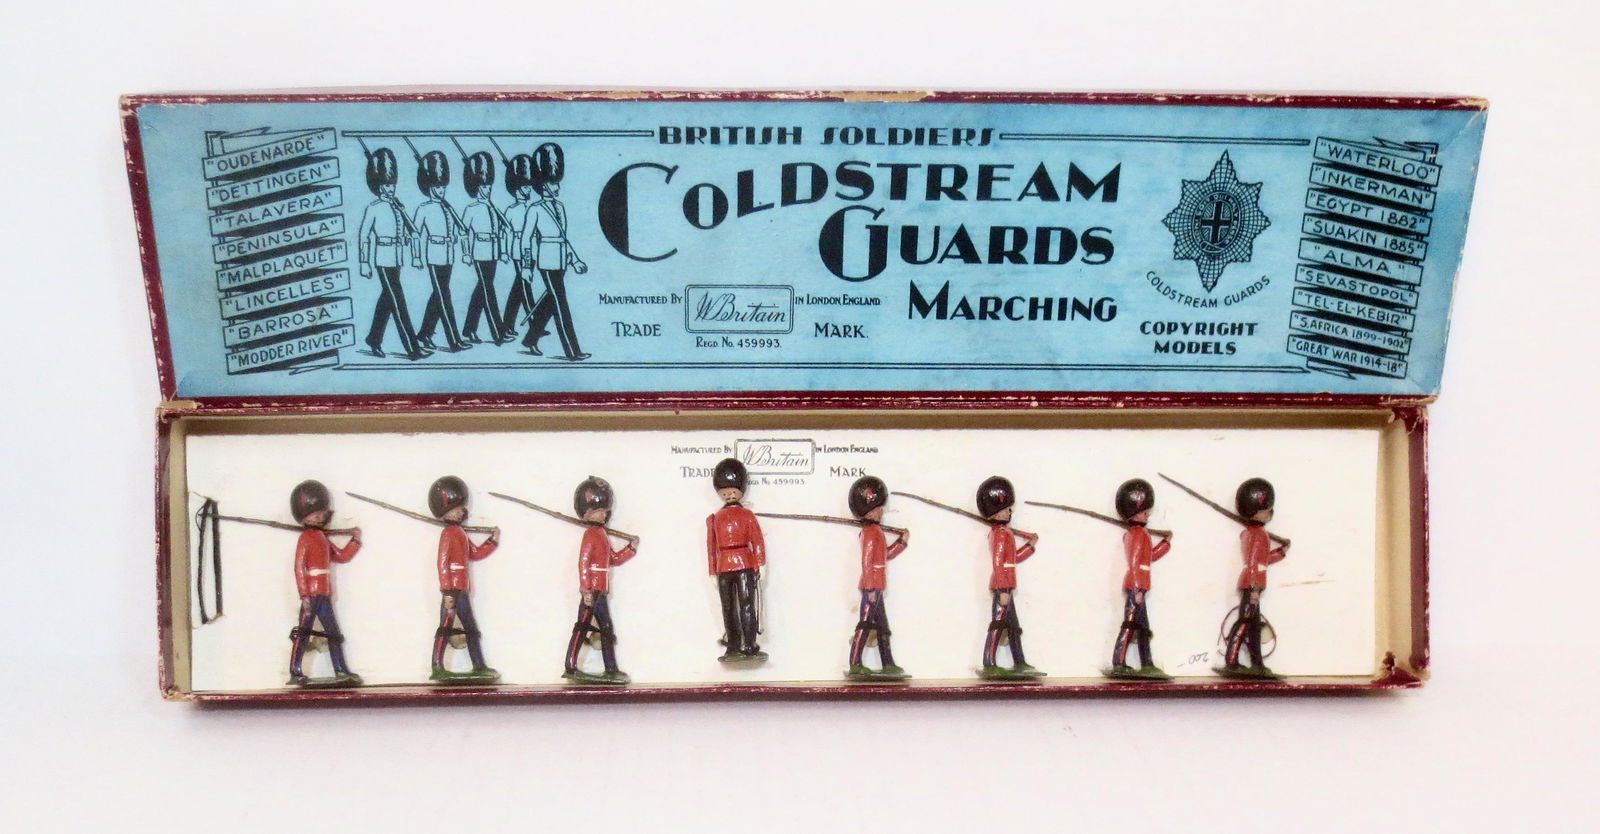 BRITISH SOLDIERS
COLDSTREAM
GUARDS
MARCHING
"OUDENARDE"
"DETTINGEN"
"TALAVERA"
"PENINSULA"
"MALPLAQUET"
"LINCELLES"
"BARROSA"
"MODDER RIVER"
MANUFACTURED BY W Britain IN LONDON, ENGLAND.
TRADE MARK.
REGD. No. 459993.
COLDSTREAM GUARDS
COPYRIGHT
MODELS
"WATERLOO"
"INKERMAN"
"EGYPT 1882"
"SUAKIN 1885"
"ALMA"
"SEVASTOPOL"
"TEL-EL-KEBIR"
"S.AFRICA 1899-1902"
"GREAT WAR 1914-18"
MANUFACTURED BY W Britain IN LONDON, ENGLAND
TRADE MARK
REGD. No. 459993